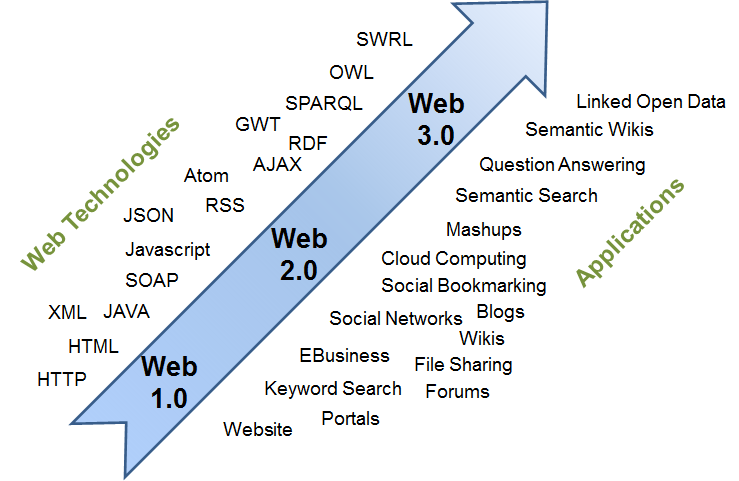 SWRL
OWL
SPARQL
GWT
RDF
AJAX
Atom
RSS
JSON
Javascript
SOAP
XML
JAVA
HTML
HTTP
Web Technologies
Web
3.0
Web
2.0
Web
1.0
Linked Open Data
Semantic Wikis
Question Answering
Semantic Search
Mashups
Cloud Computing
Social Bookmarking
Blogs
Social Networks
Wikis
EBusiness
File Sharing
Keyword Search
Forums
Portals
Website
Applications